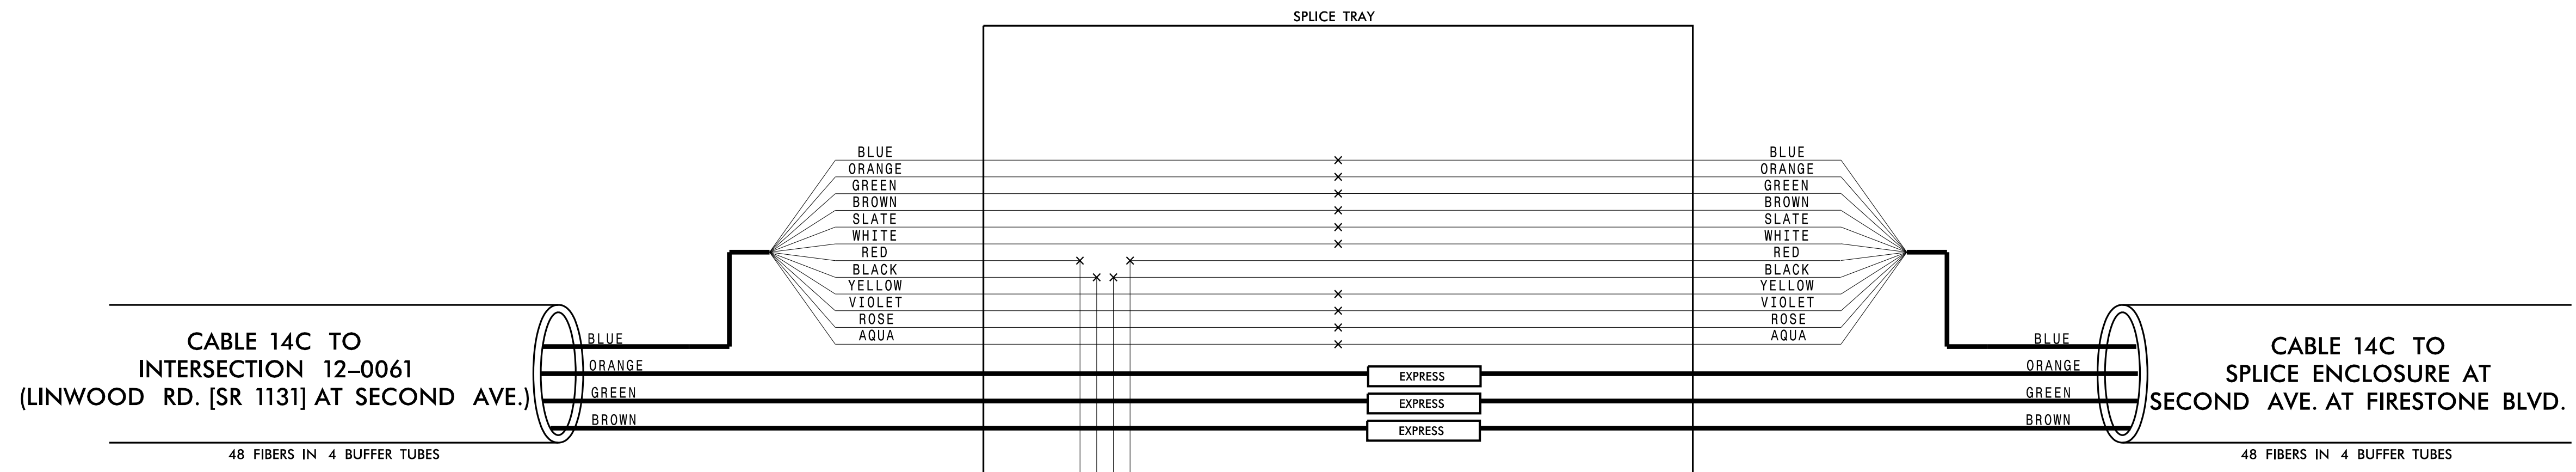 SPLICE TRAY
BLUE
ORANGE
GREEN
BROWN
SLATE
WHITE
RED
BLACK
YELLOW
VIOLET
ROSE
AQUA
BLUE
ORANGE
GREEN
BROWN
SLATE
WHITE
RED
BLACK
YELLOW
VIOLET
ROSE
AQUA
CABLE 14C TO
INTERSECTION 12–0061
(LINWOOD RD. [SR 1131] AT SECOND AVE.)
48 FIBERS IN 4 BUFFER TUBES
BLUE
ORANGE
GREEN
BROWN
EXPRESS
EXPRESS
EXPRESS
BLUE
ORANGE
GREEN
BROWN
CABLE 14C TO
SPLICE ENCLOSURE AT
SECOND AVE. AT FIRESTONE BLVD.
48 FIBERS IN 4 BUFFER TUBES